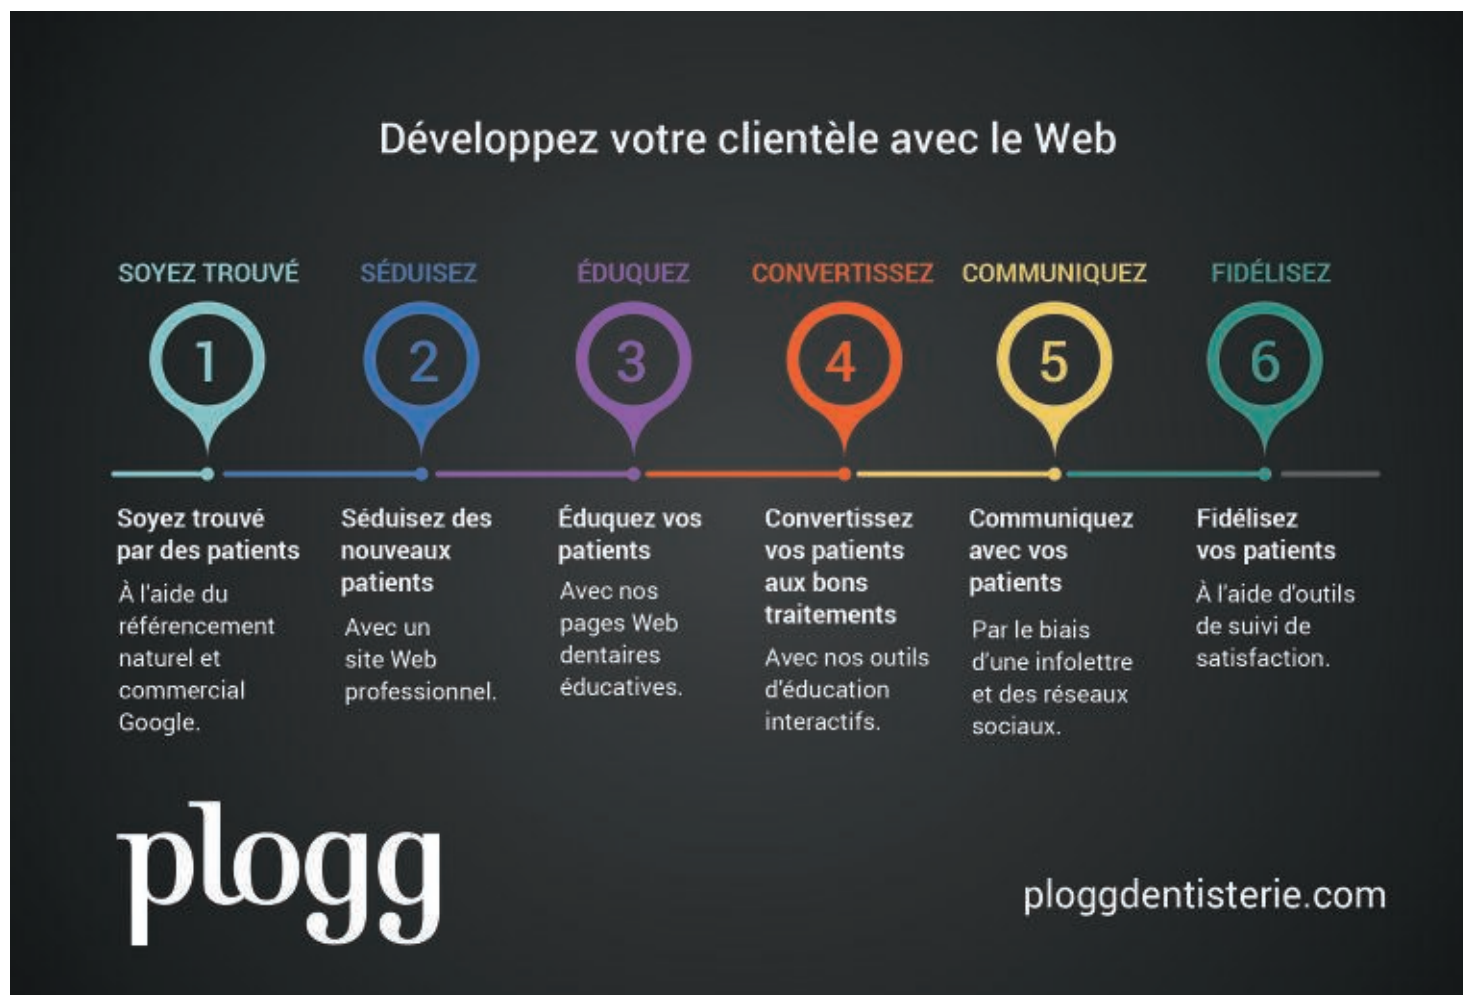 Développez votre clientèle avec le Web
SOYEZ TROUVÉ
SÉDUISEZ
ÉDUQUEZ
CONVERTISSEZ
COMMUNIQUEZ
FIDÉLISEZ
1
2
3
4
5
6
Soyez trouvé
par des patients
À l'aide du
référencement
naturel et
commercial
Google.
Séduisez des
nouveaux
patients
Avec un
site Web
professionnel.
Éduquez vos
patients
Avec nos
pages Web
dentaires
éducatives.
Convertissez
vos patients
aux bons
traitements
Avec nos outils
d'éducation
interactifs.
Communiquez
avec vos
patients
Par le biais
d'une infolettre
et des réseaux
sociaux.
Fidélisez
vos patients
À l'aide d'outils
de suivi de
satisfaction.
plogg
ploggdentisterie.com